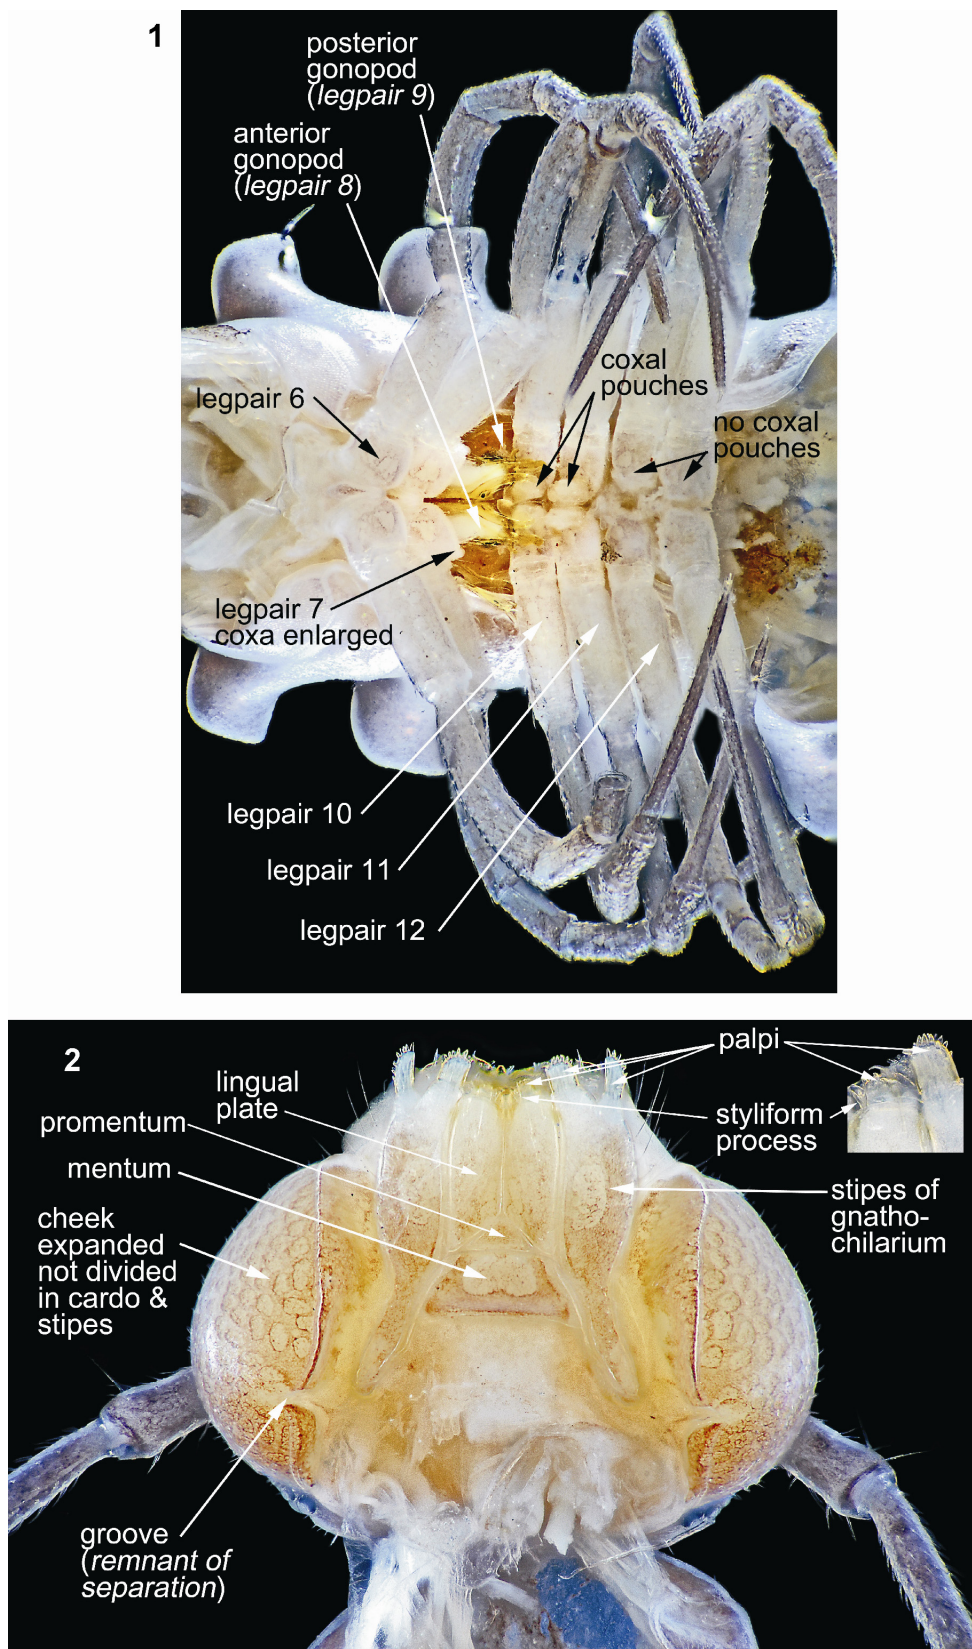 1
posterior
gonopod
(legpair 9)
anterior
gonopod
(legpair 8)
coxal
pouches
legpair 6
no coxal
pouches
legpair 7
coxa enlarged
legpair 10
legpair 11
legpair 12
2
palpi
lingual
plate
styliform
process
promentum
mentum
stipes of
gnatho-
chilarium
cheek
expanded
not divided
in cardo &
stipes
groove
(remnant of
separation)